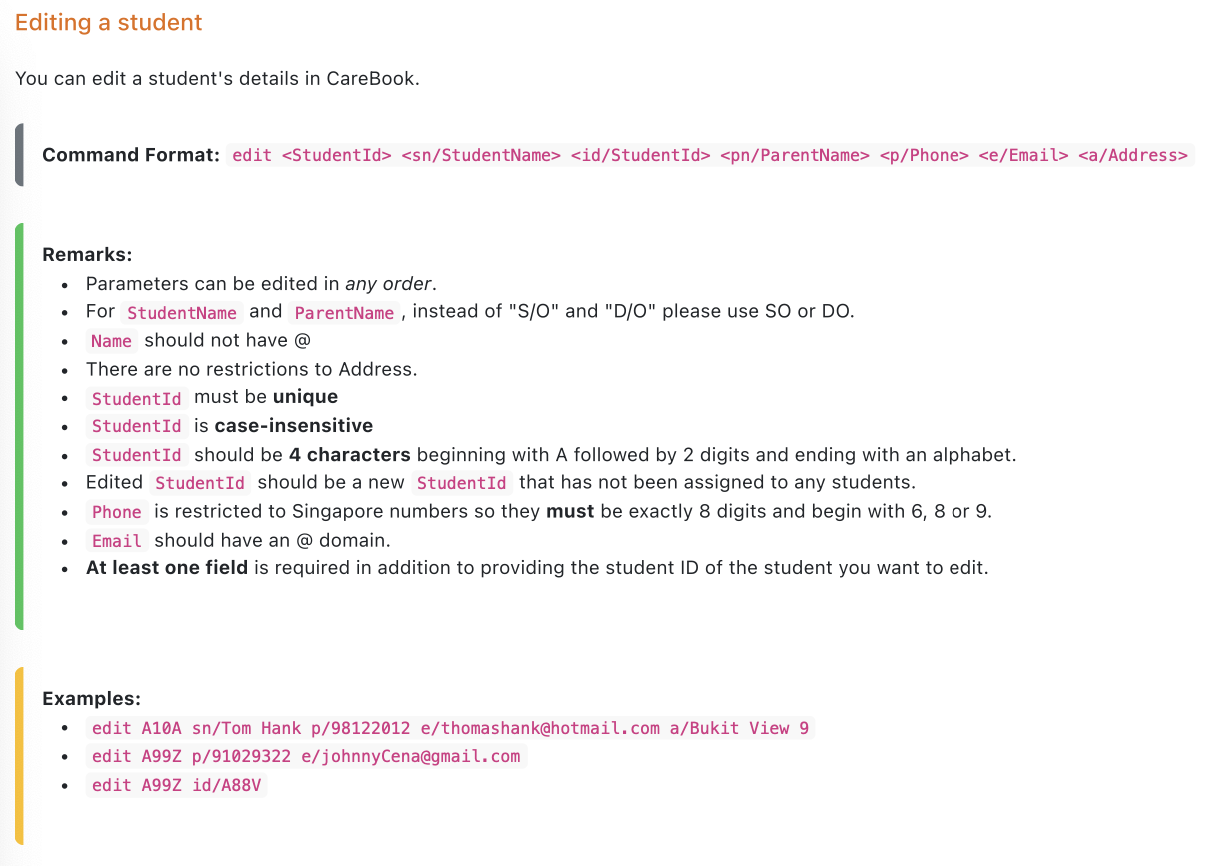 Editing a student
You can edit a student's details in CareBook.
Command Format: edit <StudentId> <sn/StudentName> <id/StudentId> <pn/ParentName> <p/Phone> <e/Email> <a/Address>
Remarks:
• Parameters can be edited in any order.
• For StudentName and ParentName , instead of "S/O" and "D/O" please use SO or DO.
• Name should not have @
• There are no restrictions to Address.
• StudentId must be unique
• StudentId is case-insensitive
• StudentId should be 4 characters beginning with A followed by 2 digits and ending with an alphabet.
• Edited StudentId should be a new StudentId that has not been assigned to any students.
• Phone is restricted to Singapore numbers so they must be exactly 8 digits and begin with 6, 8 or 9.
• Email should have an @ domain.
• At least one field is required in addition to providing the student ID of the student you want to edit.
Examples:
• edit A10A sn/Tom Hank p/98122012 e/thomashank@hotmail.com a/Bukit View 9
• edit A99Z p/91029322 e/johnnyCena@gmail.com
• edit A99Z id/A88V